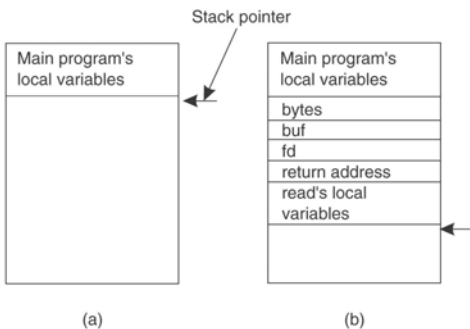 Stack pointer
Main program's
local variables
Main program's
local variables
bytes
buf
fd
return address
read's local
variables
(a)
(b)